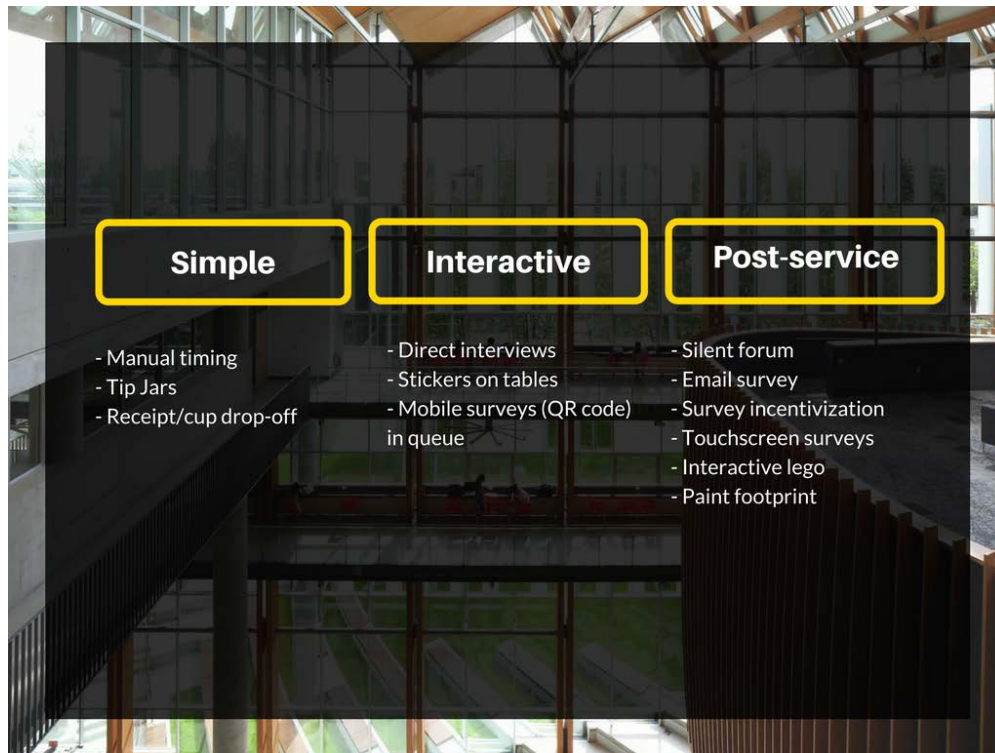 Simple
- Manual timing
- Tip Jars
- Receipt/cup drop-off
Interactive
- Direct interviews
- Stickers on tables
- Mobile surveys (QR code)
in queue
Post-service
- Silent forum
- Email survey
- Survey incentivization
- Touchscreen surveys
- Interactive lego
- Paint footprint